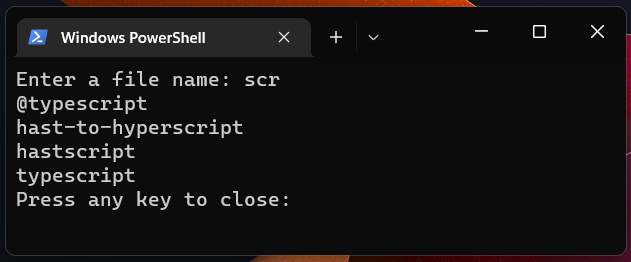 Windows PowerShell
Enter a file name: scr
@typescript
hast-to-hyperscript
hastscript
typescript
Press any key to close: